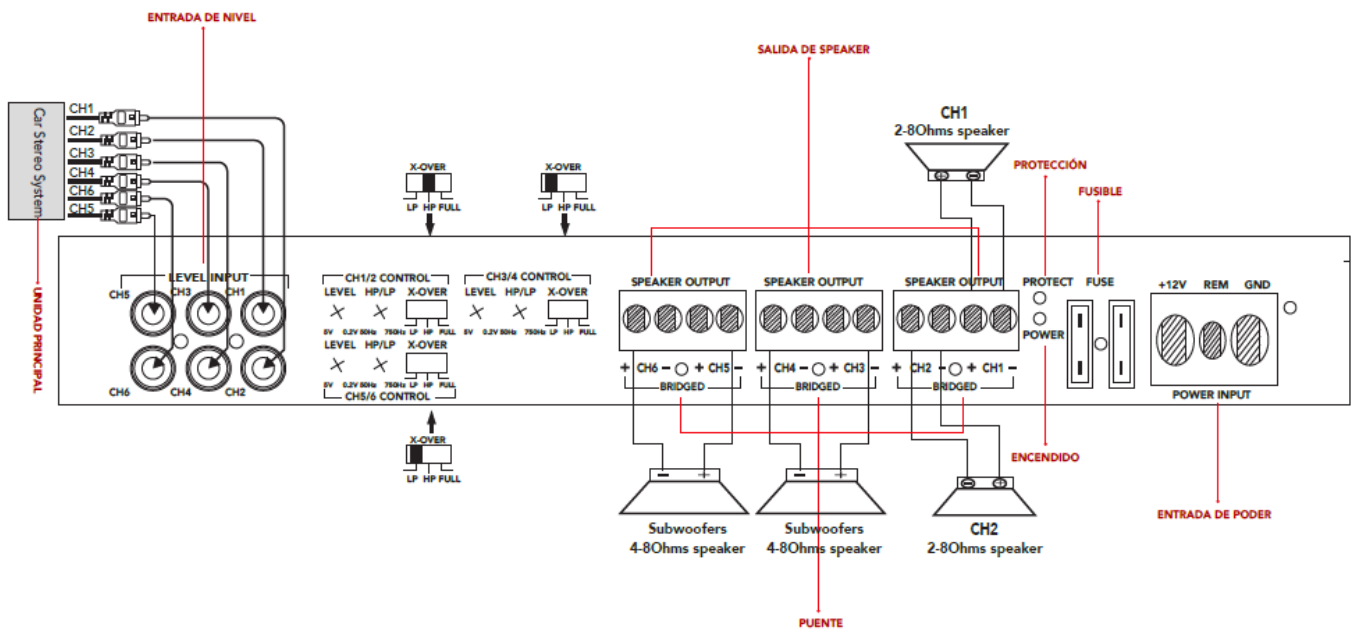 ENTRADA DE NIVEL
SALIDA DE SPEAKER
Car Stereo System
CH1
CH2
CH3
CH4
CH6
CH5
CH1
2-8Ohms speaker
PROTECCIÓN
FUSIBLE
X-OVER
LP HP FULL
X-OVER
LP HP FULL
UNIDAD PRINCIPAL
LEVEL INPUT
CH5 CH3 CH1
CH6 CH4 CH2
CH1/2 CONTROL
LEVEL HP/LP X-OVER
5V 0.2V 50Hz 750Hz LP HP FULL
LEVEL HP/LP X-OVER
5V 0.2V 50Hz 750Hz LP HP FULL
CH5/6 CONTROL
CH3/4 CONTROL
LEVEL HP/LP X-OVER
5V 0.2V 50Hz 750Hz LP HP FULL
SPEAKER OUTPUT
+ CH6 - + CH5 -
BRIDGED
SPEAKER OUTPUT
+ CH4 - + CH3 -
BRIDGED
SPEAKER OUTPUT
+ CH2 - + CH1 -
BRIDGED
PROTECT
POWER
FUSE
+12V REM GND
POWER INPUT
X-OVER
LP HP FULL
ENCENDIDO
ENTRADA DE PODER
Subwoofers
4-8Ohms speaker
Subwoofers
4-8Ohms speaker
CH2
2-8Ohms speaker
PUENTE